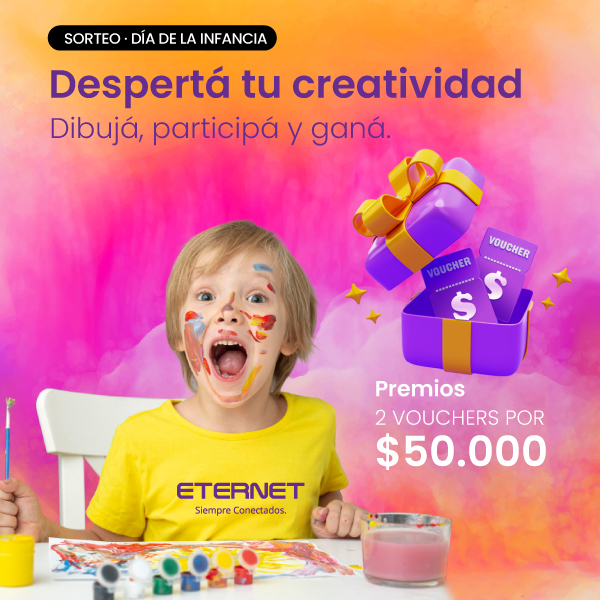 SORTEO · DÍA DE LA INFANCIA
Despertá tu creatividad
Dibujá, participá y ganá.
VOUCHER
$
VOUCHER
$
Premios
2 VOUCHERS POR
$50.000
ETERNET
Siempre Conectados.